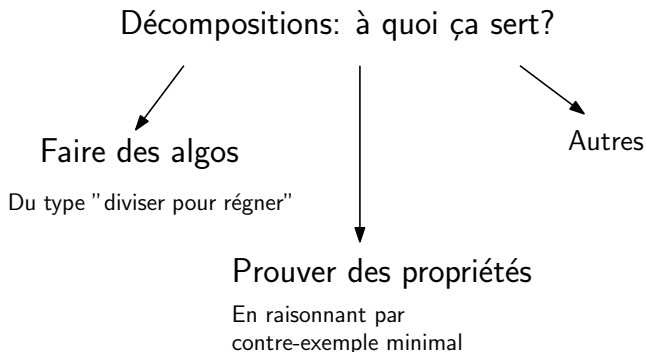 Décompositions: à quoi ça sert?
Faire des algos
Du type "diviser pour régner"
Autres
Prouver des propriétés
En raisonnant par
contre-exemple minimal